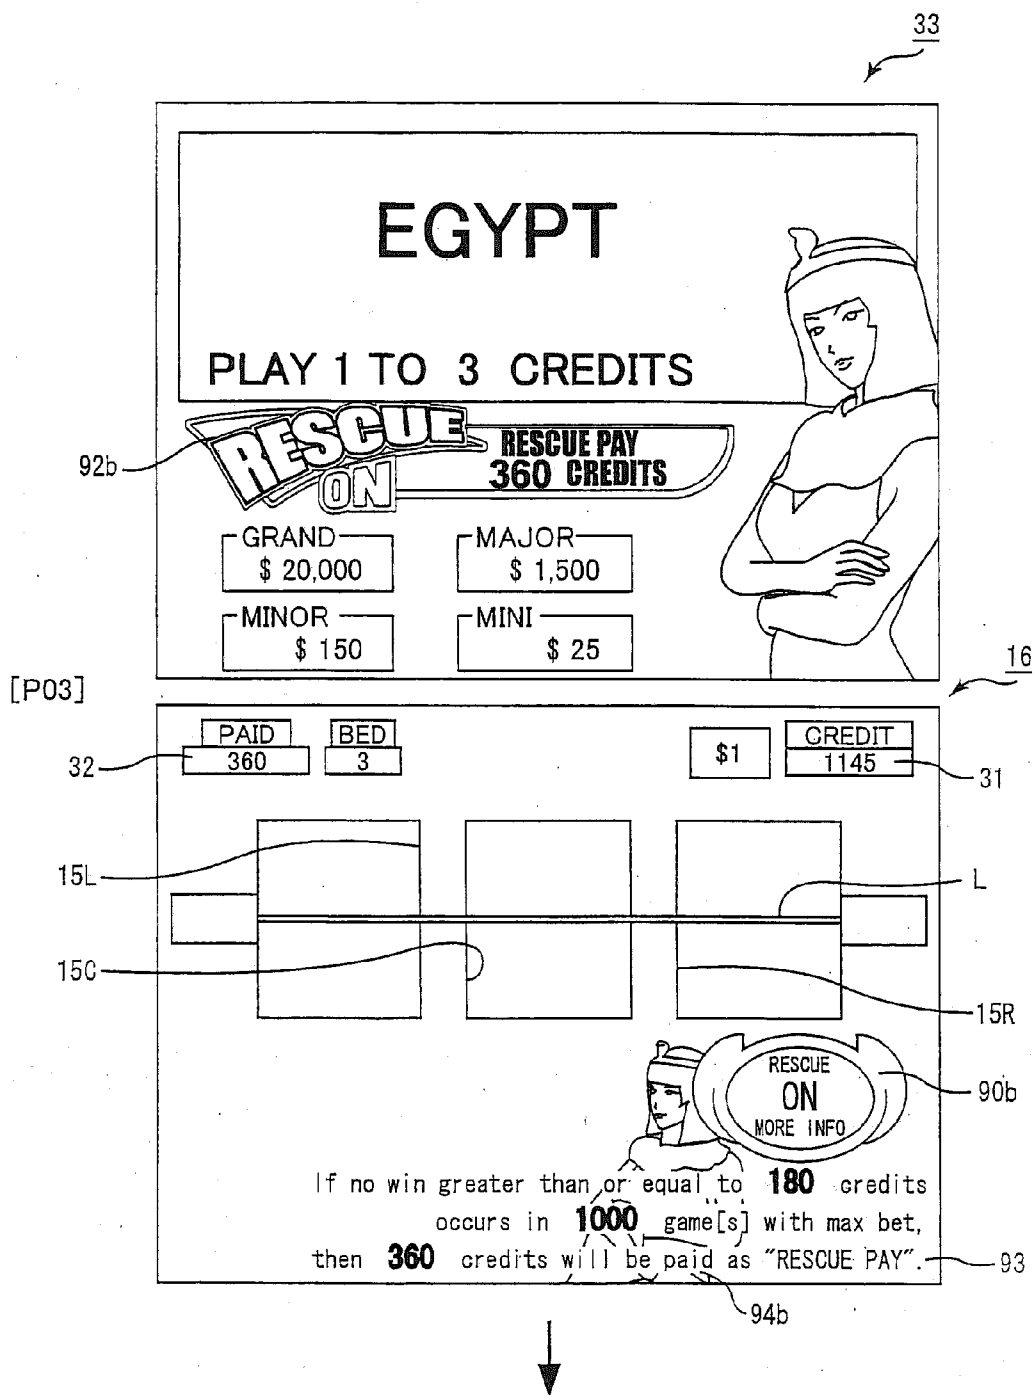 33
EGYPT
PLAY 1 TO 3 CREDITS
92b
RESCUE
ON
RESCUE PAY
360 CREDITS
GRAND
$ 20,000
MAJOR
$ 1,500
MINOR
$ 150
MINI
$ 25
[P03]
16
PAID
360
BED
3
$1
CREDIT
1145
32
31
15L
L
15C
15R
RESCUE
ON
MORE INFO
90b
If no win greater than or equal to 180 credits
occurs in 1000 game[s] with max bet,
then 360 credits will be paid as "RESCUE PAY".
93
94b